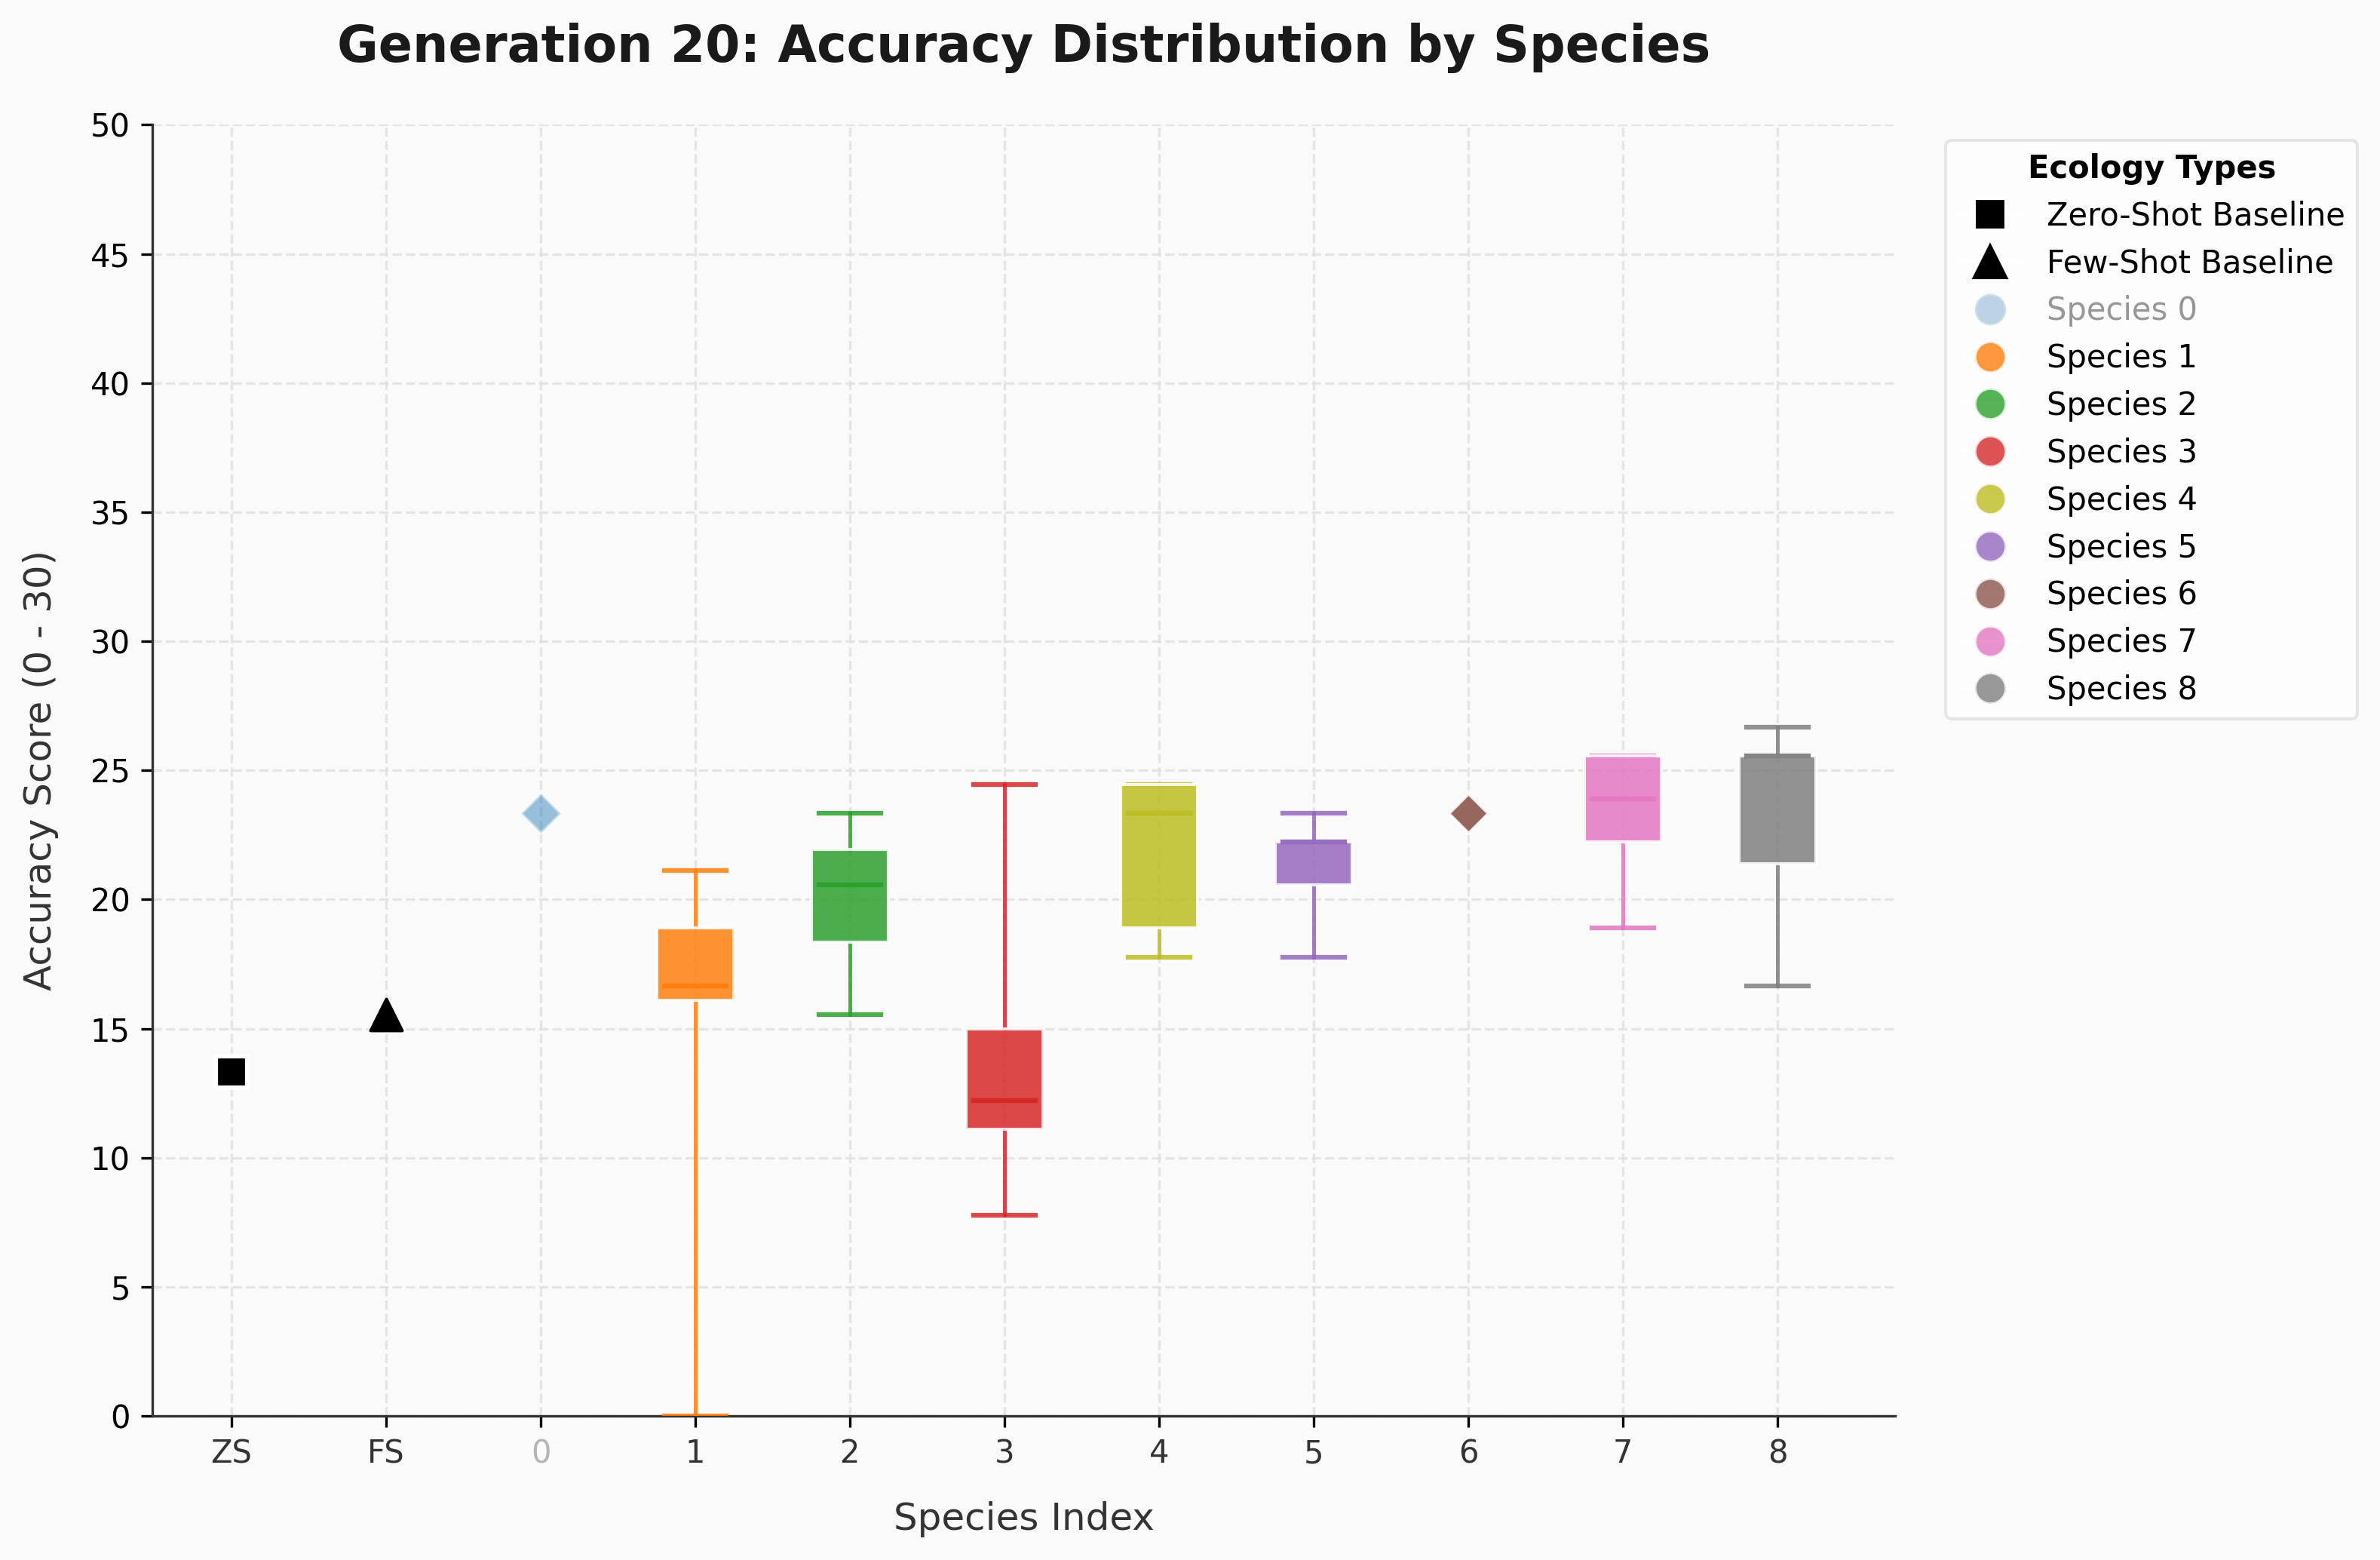 Generation 20: Accuracy Distribution by Species
50
45
40
35
30
25
20
15
10
5
0
Accuracy Score (0 - 30)
ZS FS 0 1 2 3 4 5 6 7 8
Species Index
Ecology Types
Zero-Shot Baseline
Few-Shot Baseline
Species 0
Species 1
Species 2
Species 3
Species 4
Species 5
Species 6
Species 7
Species 8